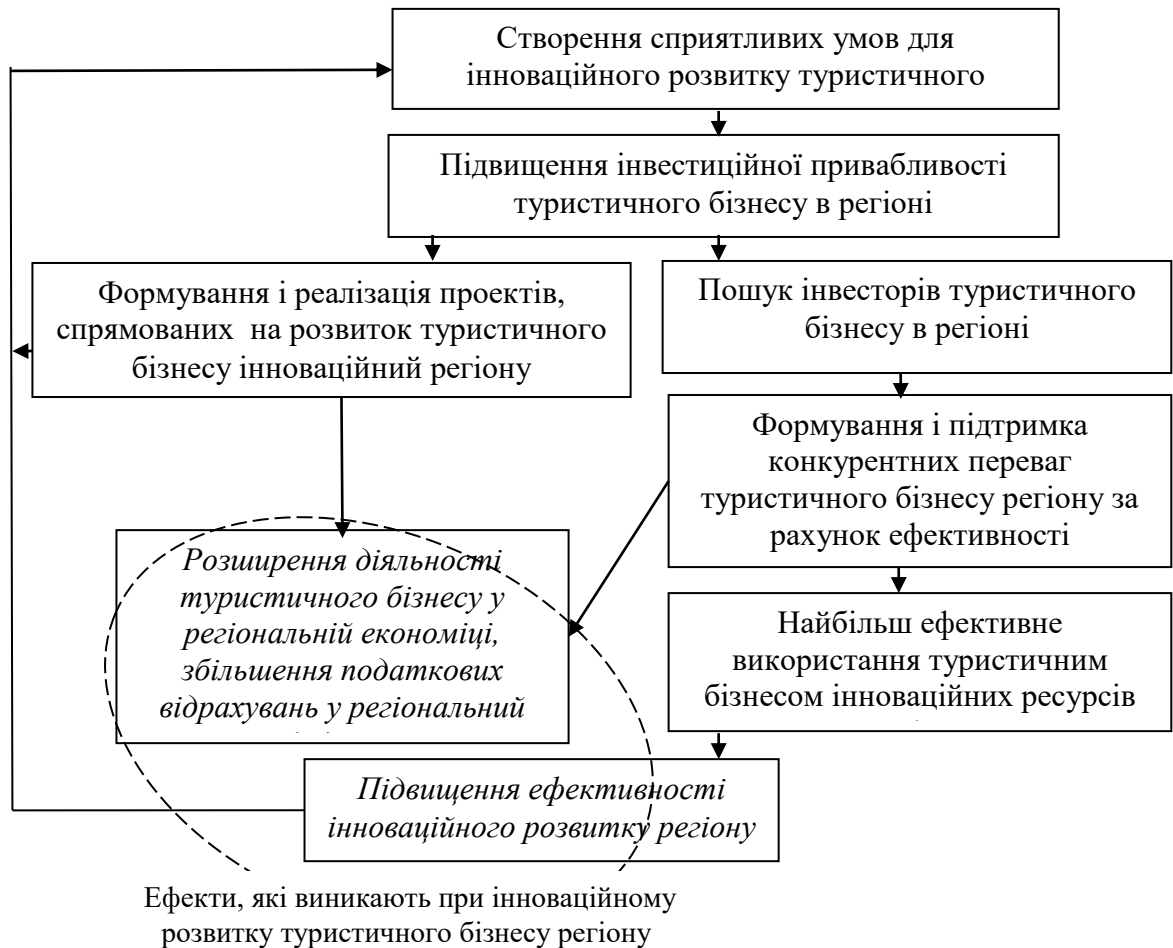 Створення сприятливих умов для
інноваційного розвитку туристичного
Підвищення інвестиційної привабливості
туристичного бізнесу в регіоні
Формування і реалізація проектів,
спрямованих на розвиток туристичного
бізнесу інноваційний регіону
Пошук інвесторів туристичного
бізнесу в регіоні
Формування і підтримка
конкурентних переваг
туристичного бізнесу регіону за
рахунок ефективності
Розширення діяльності
туристичного бізнесу у
регіональній економіці,
збільшення податкових
відрахувань у регіональний
Найбільш ефективне
використання туристичним
бізнесом інноваційних ресурсів
Підвищення ефективності
інноваційного розвитку регіону
Ефекти, які виникають при інноваційному
розвитку туристичного бізнесу регіону